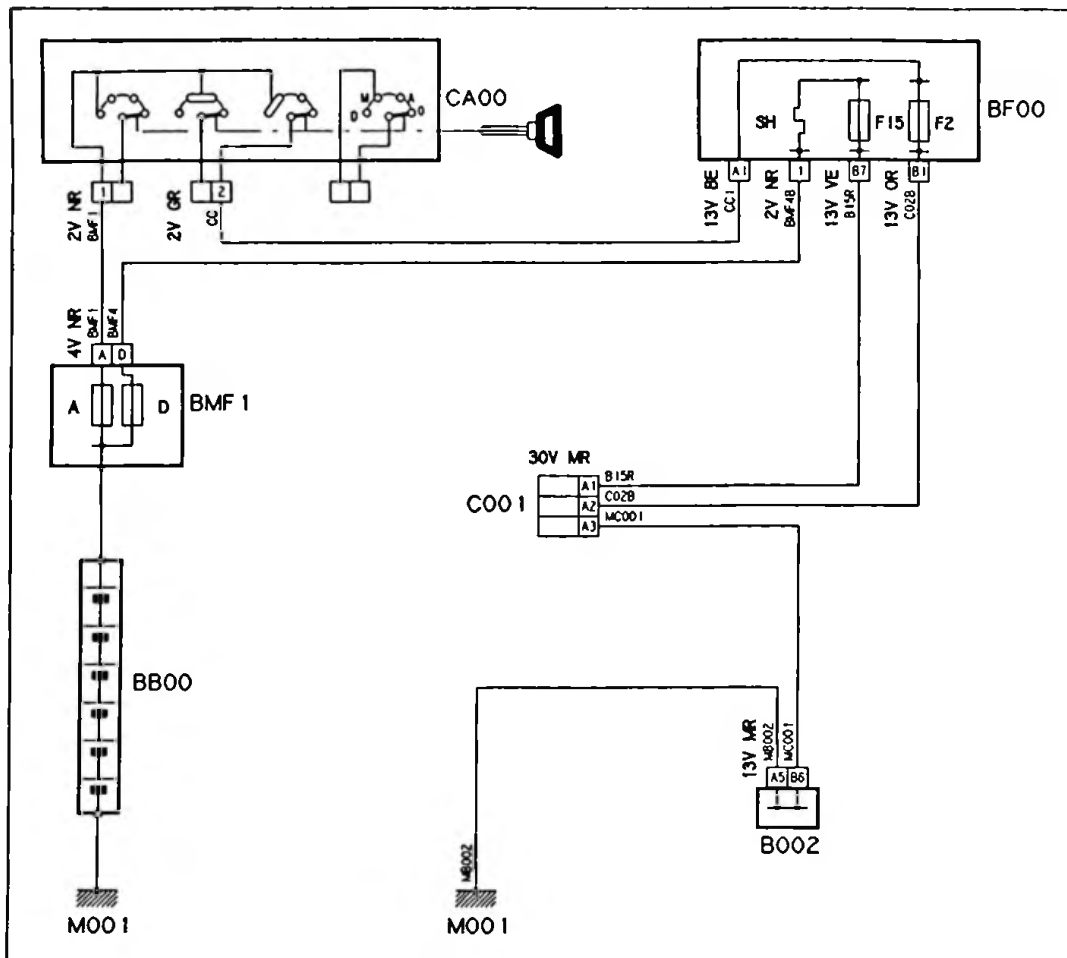 CA00
M
A
D
O
BF00
SH
F15
F2
2V NR
1
BMF1
2V GR
2
CC
13V BE
A1
CC1
2V NR
1
BMF4B
13V VE
B7
B15R
13V OR
B1
C02B
4V NR
BMF1
BMF4
A
D
A
D
BMF1
30V MR
C001
A1
B15R
A2
C02B
A3
MC001
BB00
13V MR
MB002
MC001
A5
B6
B002
MB002
M001
M001